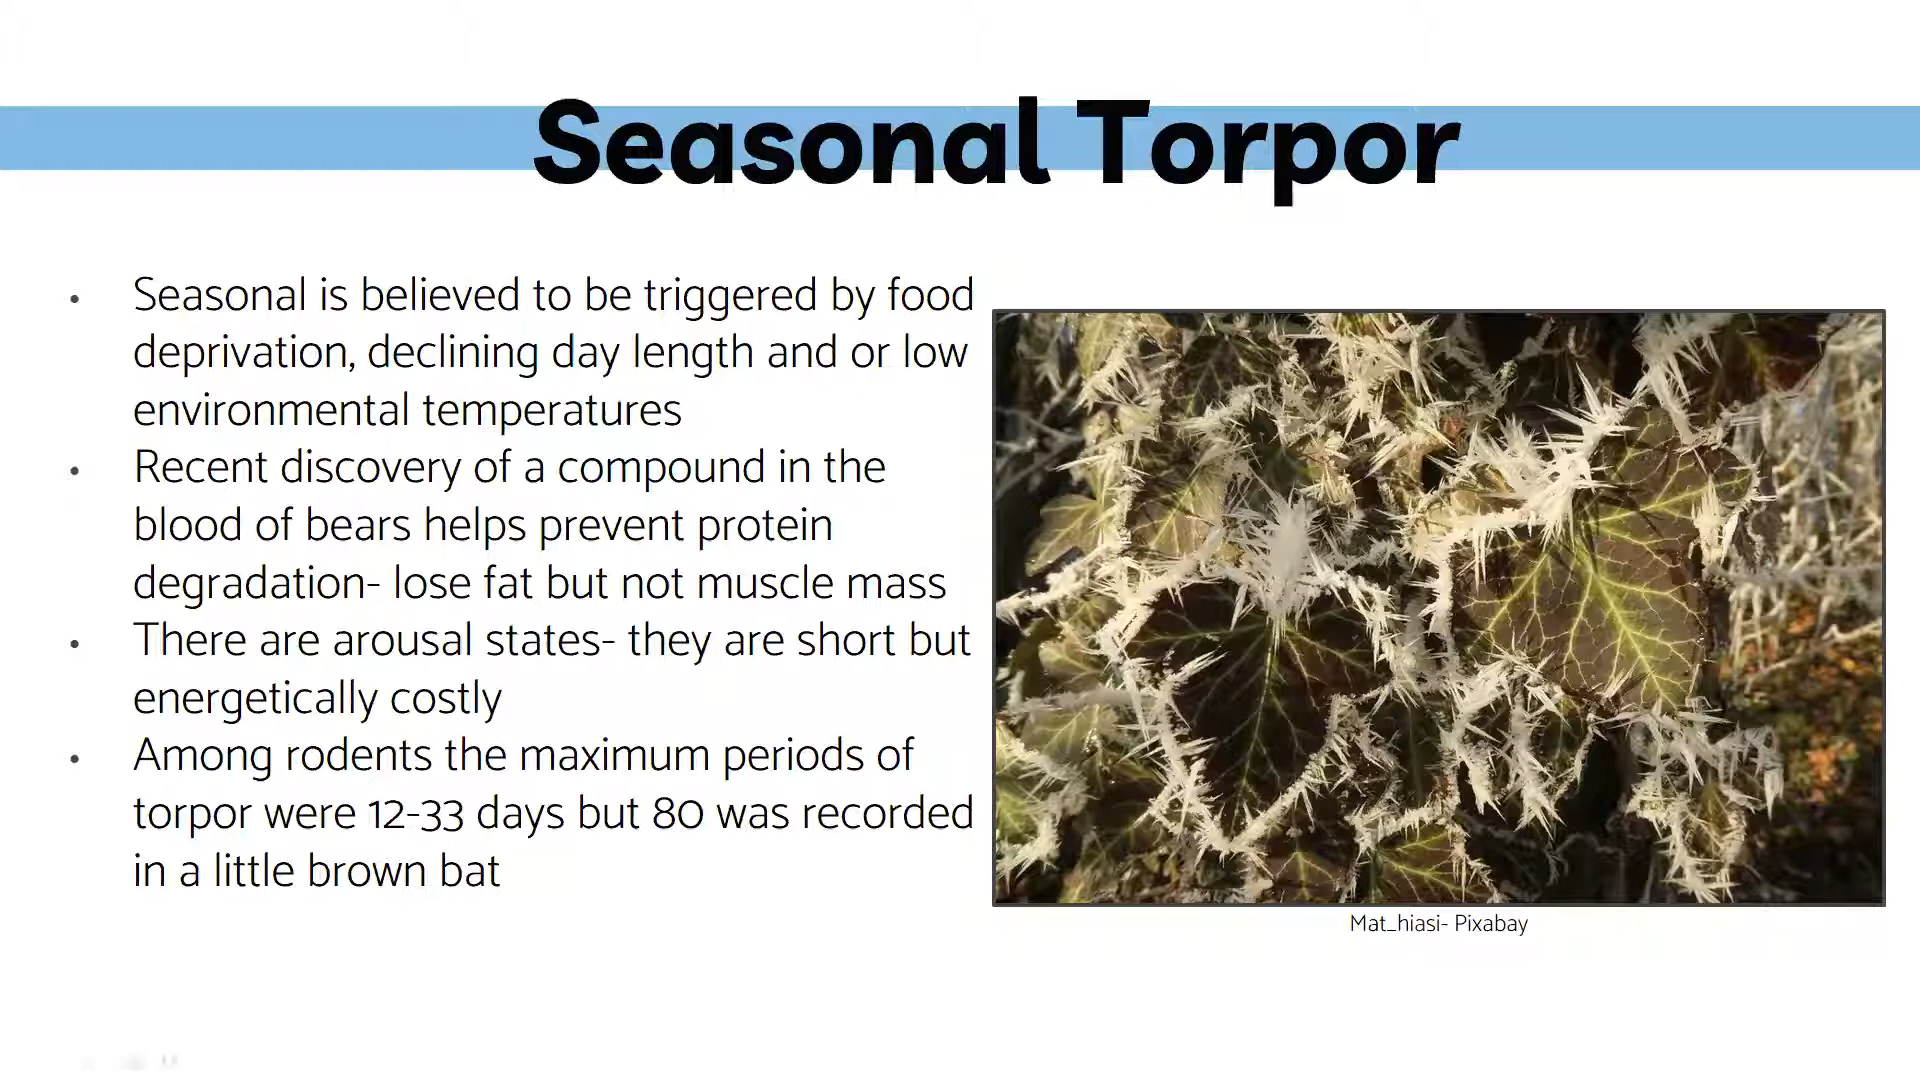 Seasonal Torpor
• Seasonal is believed to be triggered by food
deprivation, declining day length and or low
environmental temperatures
• Recent discovery of a compound in the
blood of bears helps prevent protein
degradation- lose fat but not muscle mass
• There are arousal states- they are short but
energetically costly
• Among rodents the maximum periods of
torpor were 12-33 days but 80 was recorded
in a little brown bat
Mat_hiasi- Pixabay